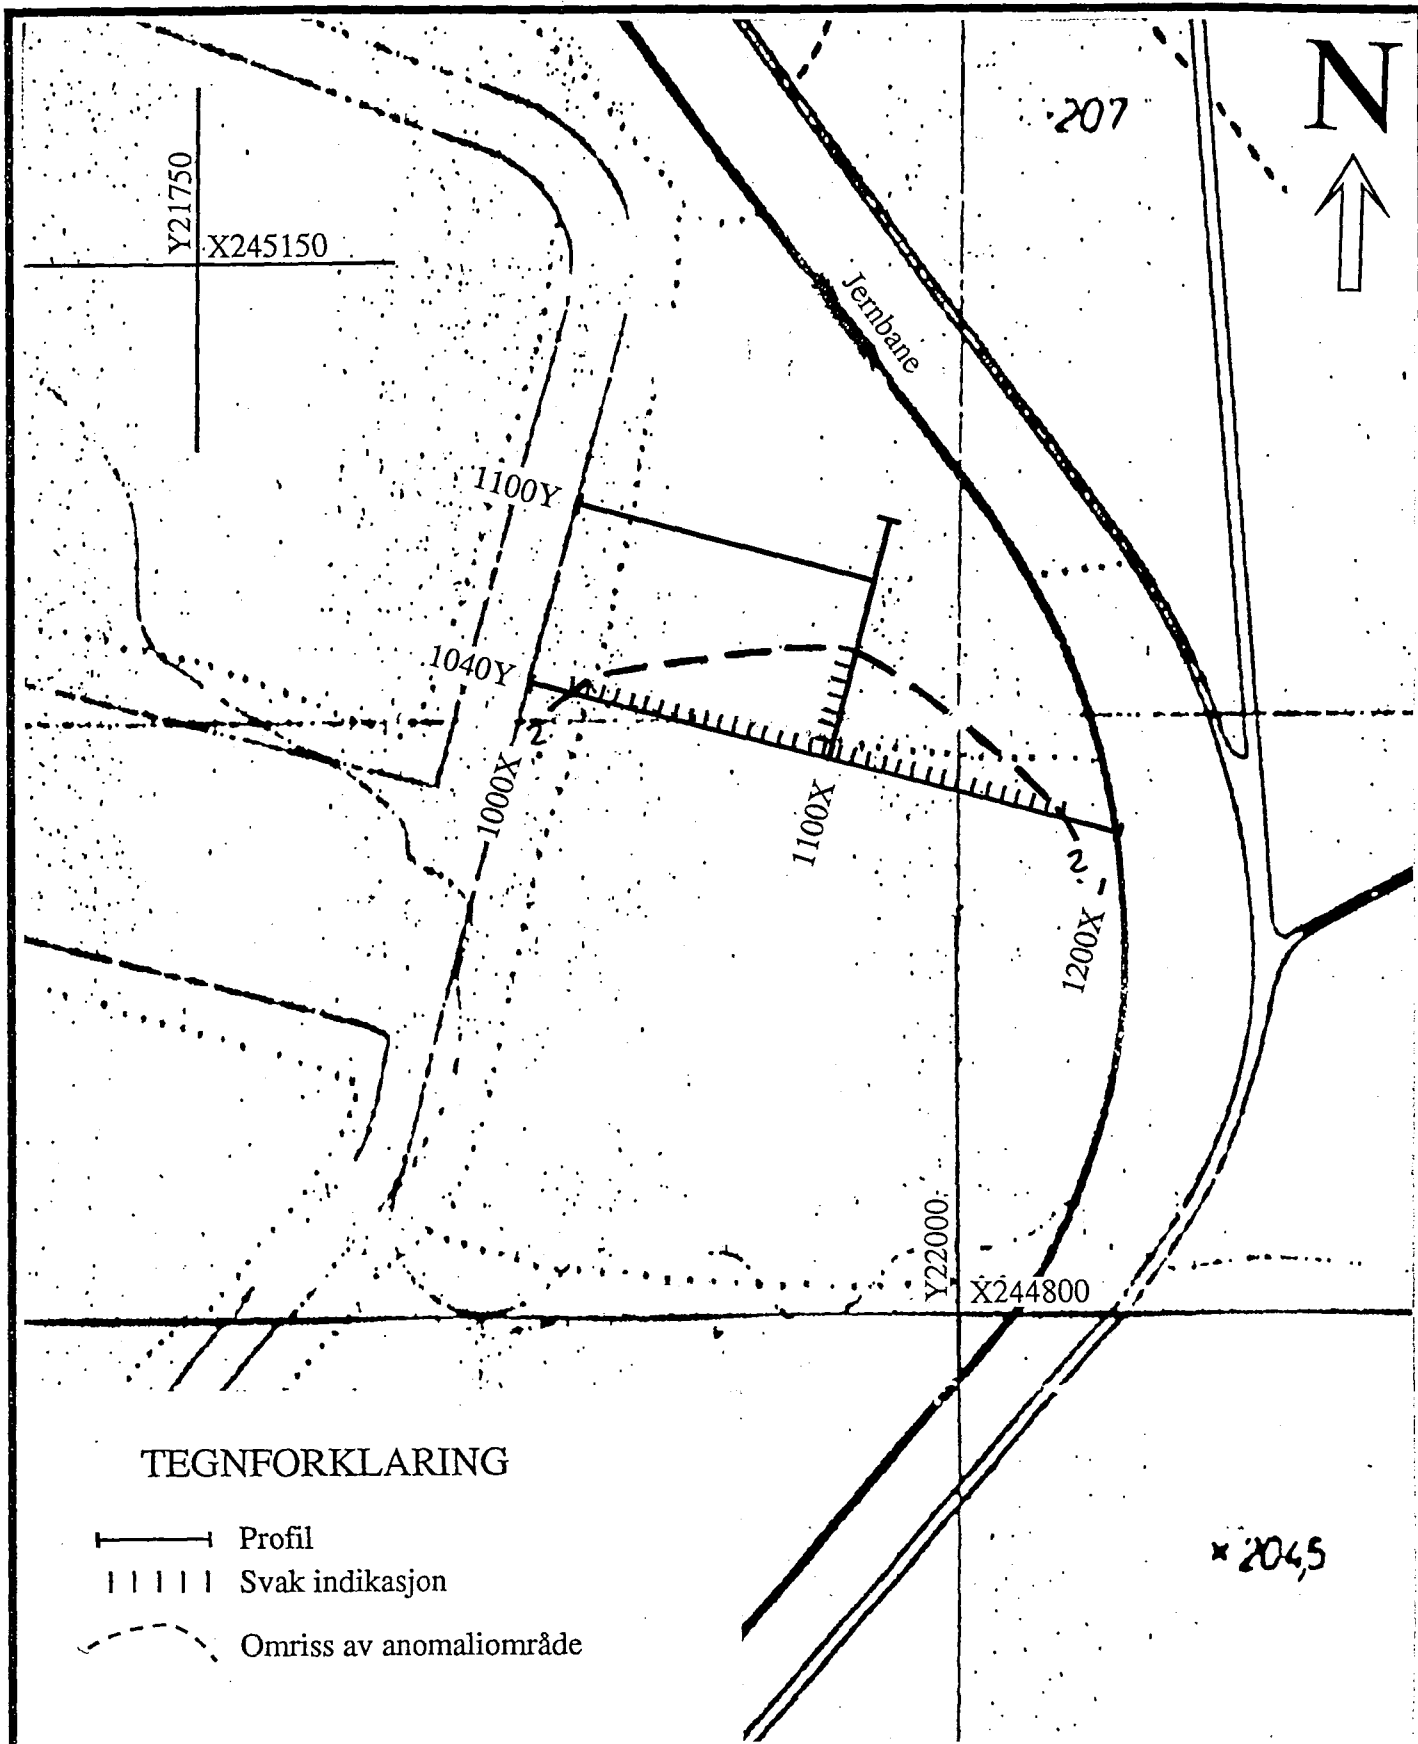 N
207
Y21750
X245150
Jernbane
1100Y
1040Y
2
1000X
1100X
2
1200X
Y22000
X244800
TEGNFORKLARING
Profil
Svak indikasjon
Omriss av anomaliområde
x 204,5